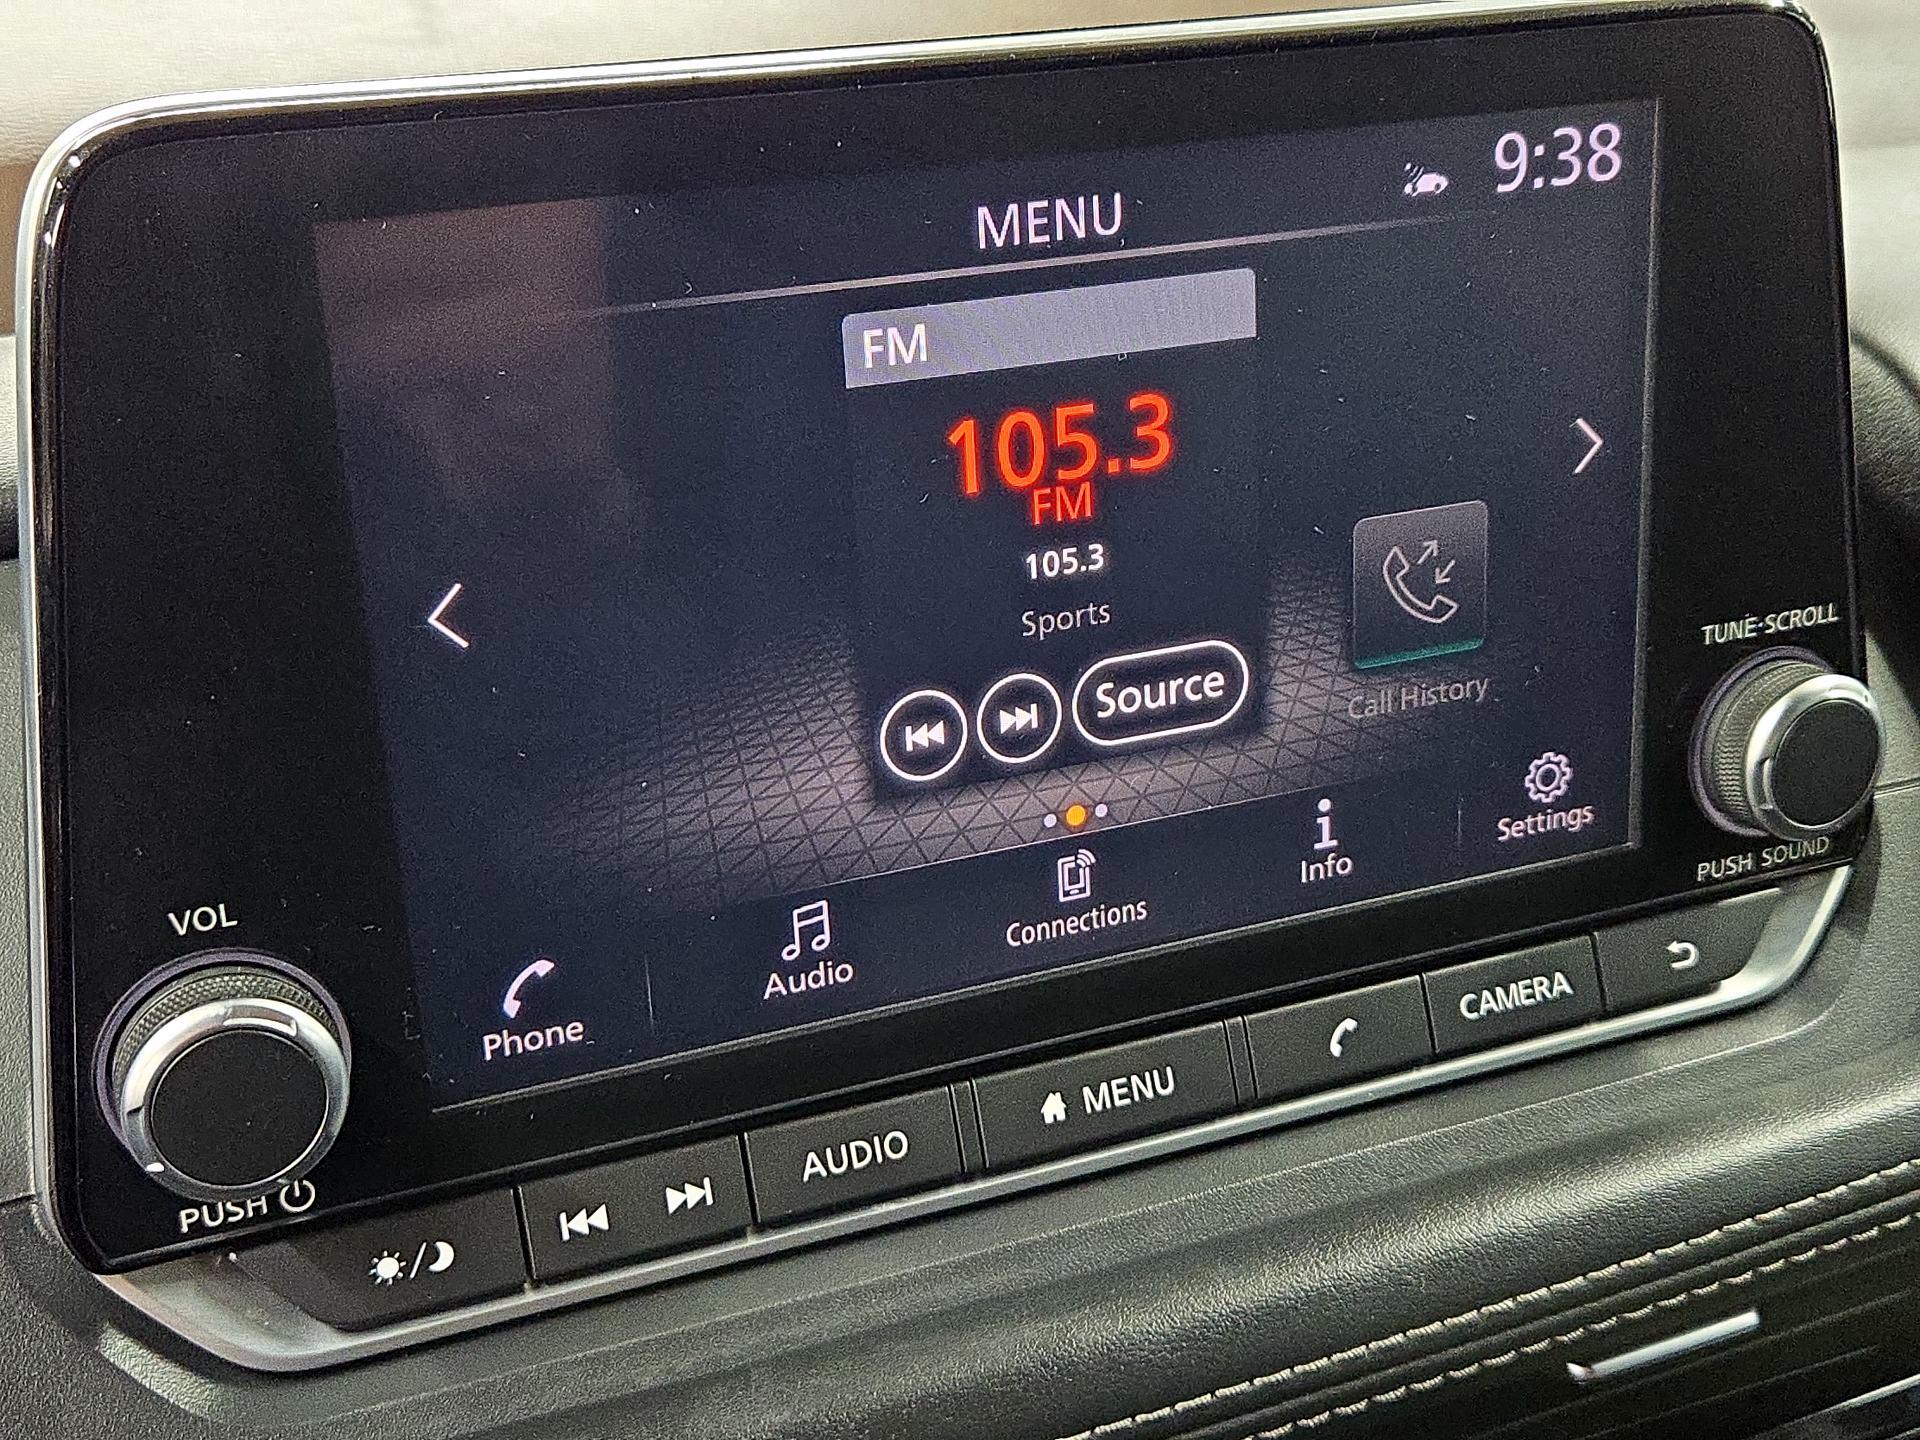 9:38
MENU
FM
105.3
FM
105.3
Sports
Source
Call History
Phone
Audio
Connections
Info
Settings
VOL
PUSH
TUNE·SCROLL
PUSH SOUND
AUDIO
MENU
CAMERA